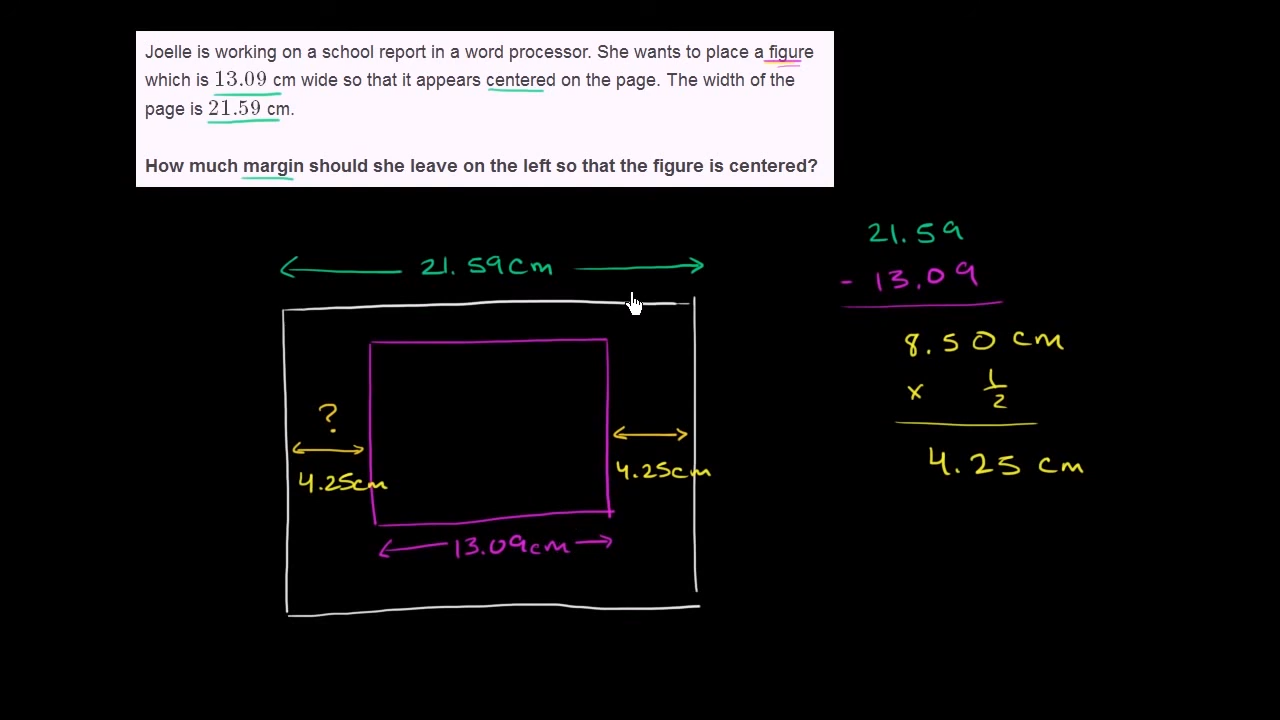 Joelle is working on a school report in a word processor. She wants to place a figure
which is 13.09 cm wide so that it appears centered on the page. The width of the
page is 21.59 cm.
How much margin should she leave on the left so that the figure is centered?
21.59cm
?
4.25cm
4.25cm
13.09cm
21.59
- 13.09
8.50 cm
x 1/2
4.25 cm